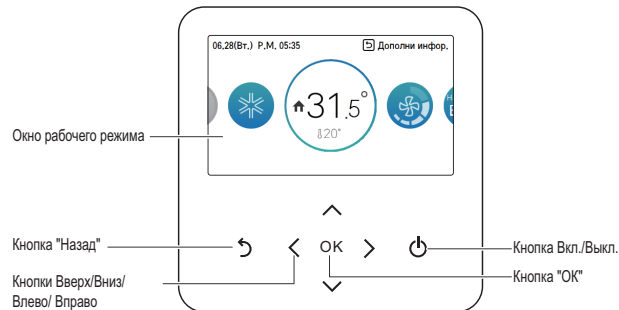 06.28(Вт.) P.M. 05:35
Дополни инфор.
31.5°
20°
Окно рабочего режима
Кнопка "Назад"
OK
Кнопка Вкл./Выкл.
Кнопки Вверх/Вниз/
Влево/ Вправо
Кнопка "ОК"